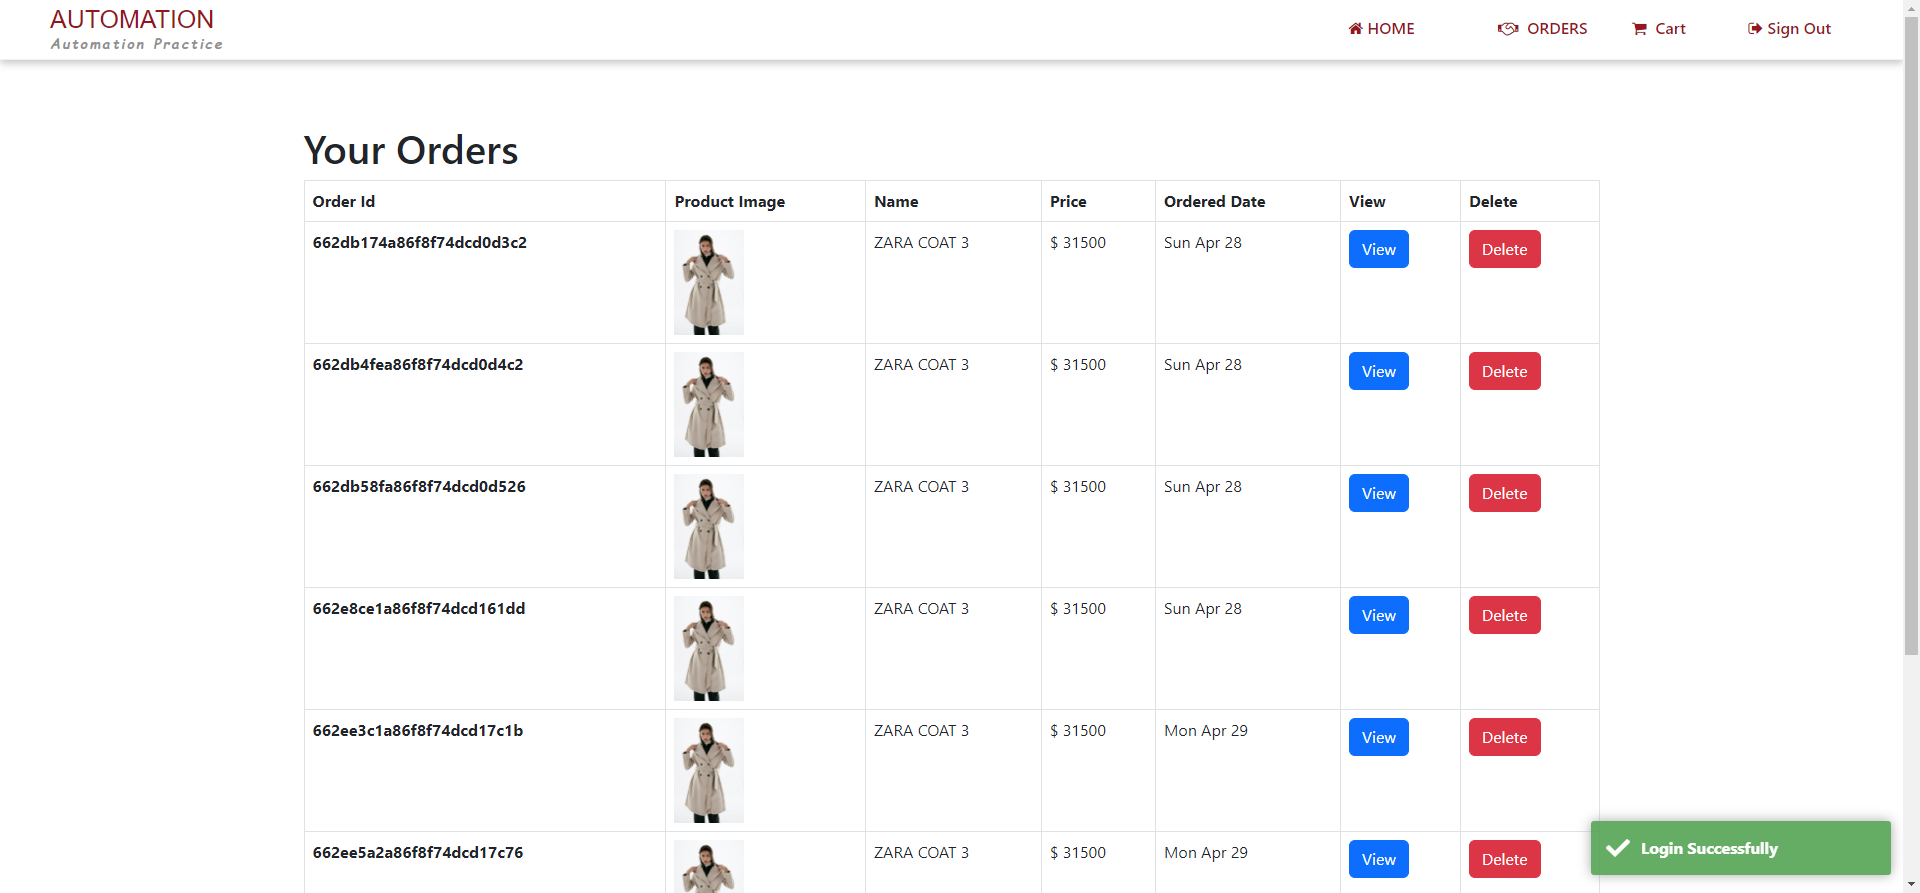 AUTOMATION
Automation Practice
HOME ORDERS Cart Sign Out
Your Orders
Order Id Product Image Name Price Ordered Date View Delete
662db174a86f8f74dcd0d3c2 ZARA COAT 3 $ 31500 Sun Apr 28 View Delete
662db4fea86f8f74dcd0d4c2 ZARA COAT 3 $ 31500 Sun Apr 28 View Delete
662db58fa86f8f74dcd0d526 ZARA COAT 3 $ 31500 Sun Apr 28 View Delete
662e8ce1a86f8f74dcd161dd ZARA COAT 3 $ 31500 Sun Apr 28 View Delete
662ee3c1a86f8f74dcd17c1b ZARA COAT 3 $ 31500 Mon Apr 29 View Delete
662ee5a2a86f8f74dcd17c76 ZARA COAT 3 $ 31500 Mon Apr 29 View Delete
Login Successfully